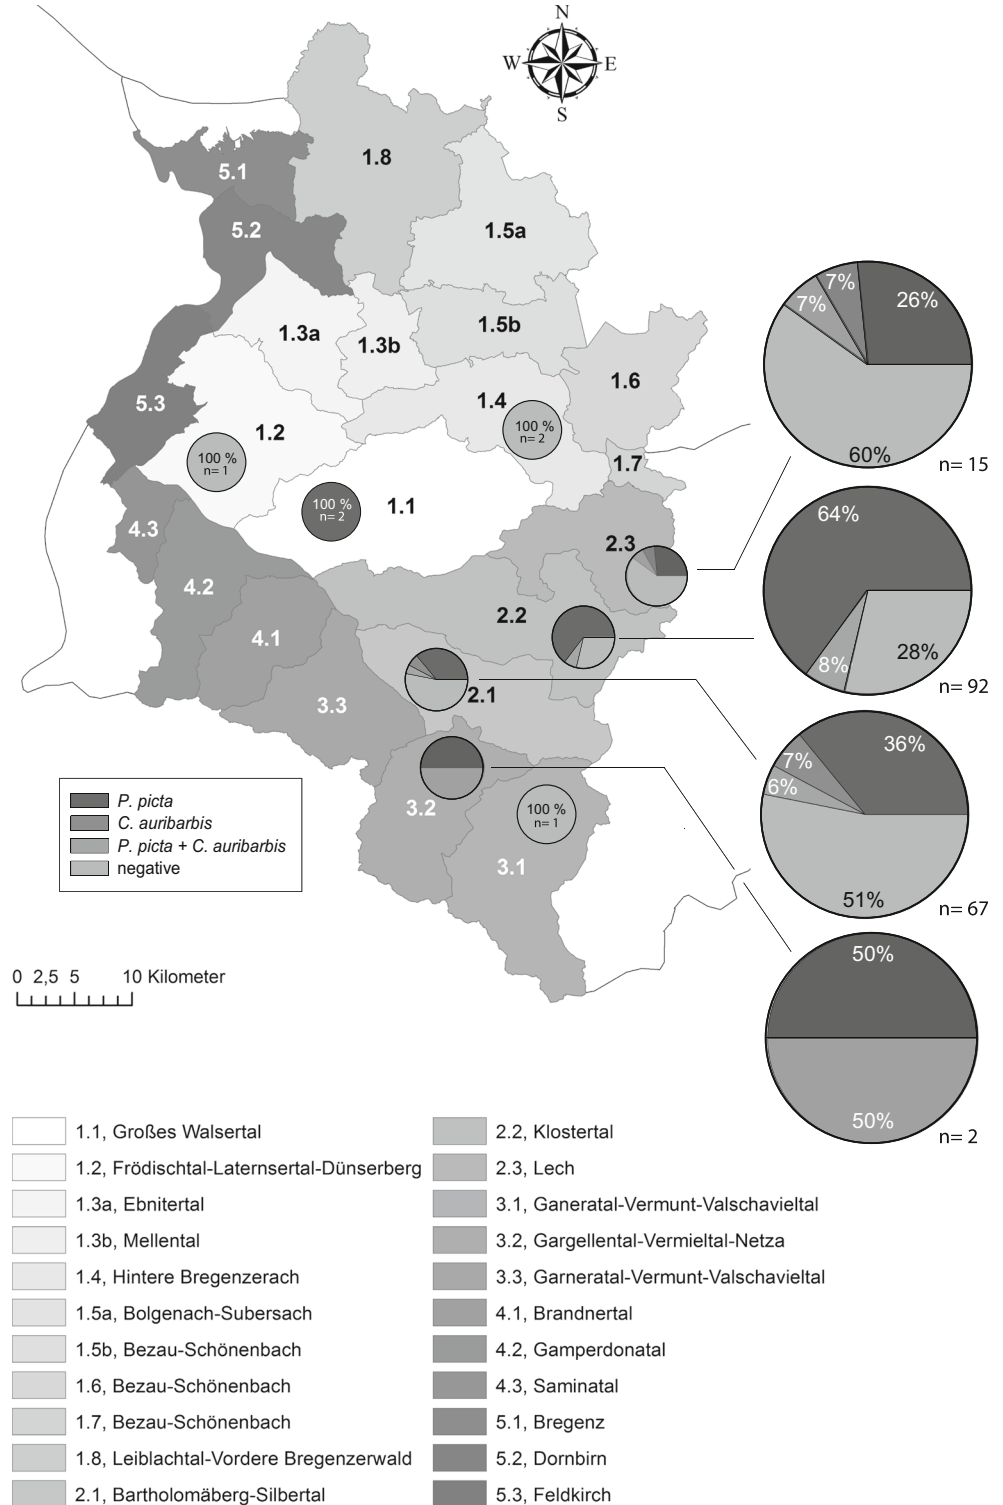 N
W E
S
1.8
5.1
5.2
1.5a
7% 26%
7%
60%
n= 15
1.3a
1.3b
1.5b
1.6
5.3
1.4
1.2
100 %
n= 2
100 %
n= 1
1.7
64%
28%
8%
n= 92
100 %
n= 2
1.1
4.3
2.3
4.2
2.2
4.1
2.1
3.3
36%
7%
6%
51%
n= 67
3.2
100 %
n= 1
3.1
P. picta
C. auribarbis
P. picta + C. auribarbis
negative
50%
50%
n= 2
0 2,5 5 10 Kilometer
1.1, Großes Walsertal
1.2, Frödischtal-Laternsertal-Dünserberg
1.3a, Ebnitertal
1.3b, Mellental
1.4, Hintere Bregenzerach
1.5a, Bolgenach-Subersach
1.5b, Bezau-Schönenbach
1.6, Bezau-Schönenbach
1.7, Bezau-Schönenbach
1.8, Leiblachtal-Vordere Bregenzerwald
2.1, Bartholomäberg-Silbertal
2.2, Klostertal
2.3, Lech
3.1, Ganeratal-Vermunt-Valschavieltal
3.2, Gargellental-Vermieltal-Netza
3.3, Garneratal-Vermunt-Valschavieltal
4.1, Brandnertal
4.2, Gamperdonatal
4.3, Saminatal
5.1, Bregenz
5.2, Dornbirn
5.3, Feldkirch